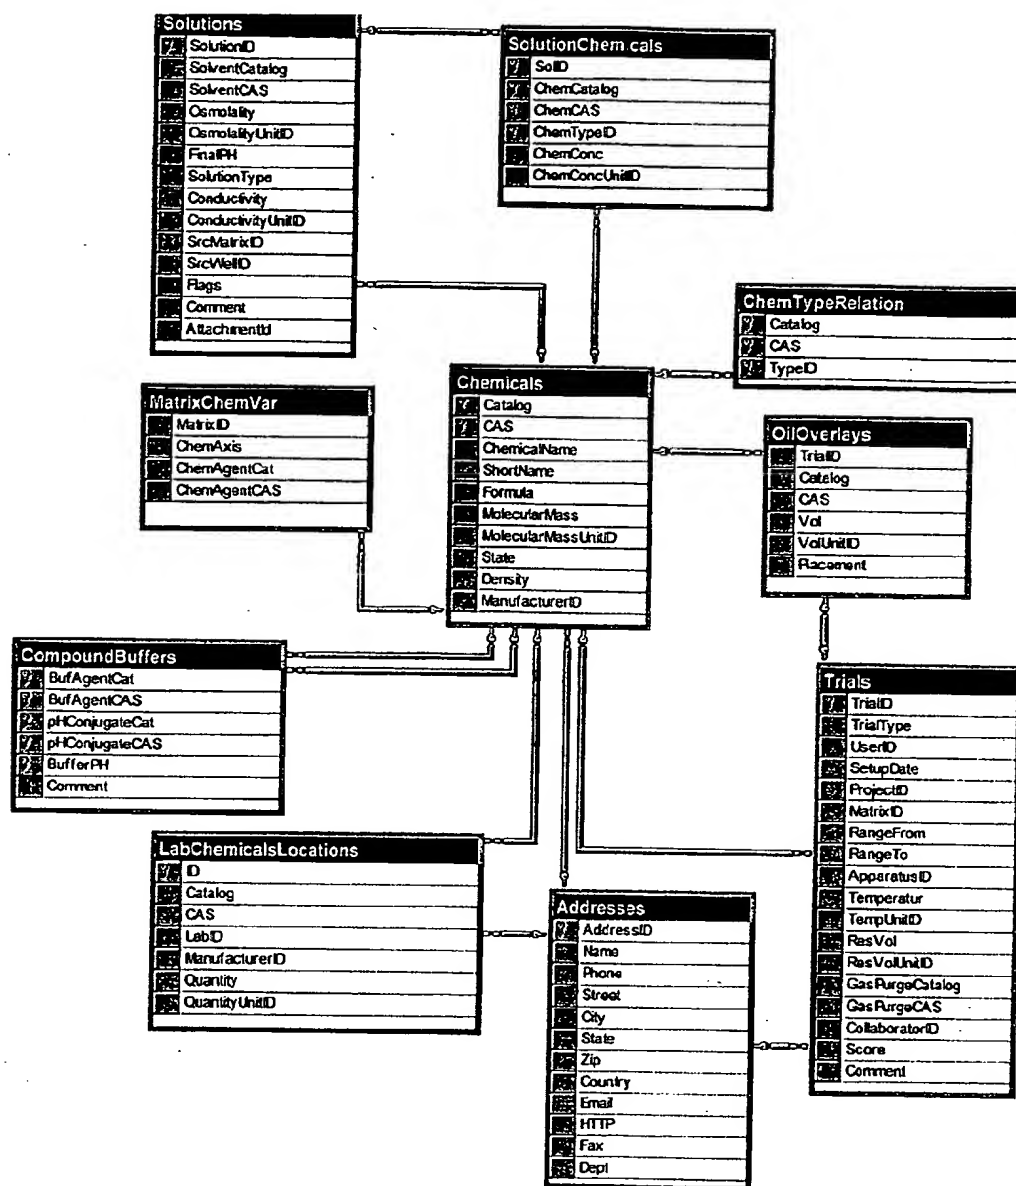 Solutions
SolutionID
SolventCatalog
SolventCAS
Osmolality
OsmolalityUnitID
FinalPH
SolutionType
Conductivity
ConductivityUnitID
SrcMatrixID
SrcWellID
Flags
Comment
AttachmentId
SolutionChem.cals
SolID
ChemCatalog
ChemCAS
ChemTypeID
ChemConc
ChemConcUnitID
ChemTypeRelation
Catalog
CAS
TypeID
Chemicals
Catalog
CAS
ChemicalName
ShortName
Formula
MolecularMass
MolecularMassUnitID
State
Density
ManufacturerID
MatrixChemVar
MatrixID
ChemAxis
ChemAgentCat
ChemAgentCAS
OilOverlays
TrialID
Catalog
CAS
Vol
VolUnitID
Placement
CompoundBuffers
BufAgentCat
BufAgentCAS
pHConjugateCat
pHConjugateCAS
BufferPH
Comment
Trials
TrialID
TrialType
UserID
SetupDate
ProjectID
MatrixID
RangeFrom
RangeTo
ApparatusID
Temperatur
TempUnitID
ResVol
ResVolUnitID
GasPurgeCatalog
GasPurgeCAS
CollaboratorID
Score
Comment
LabChemicalsLocations
ID
Catalog
CAS
LabID
ManufacturerID
Quantity
QuantityUnitID
Addresses
AddressID
Name
Phone
Street
City
State
Zip
Country
Email
HTTP
Fax
Dept